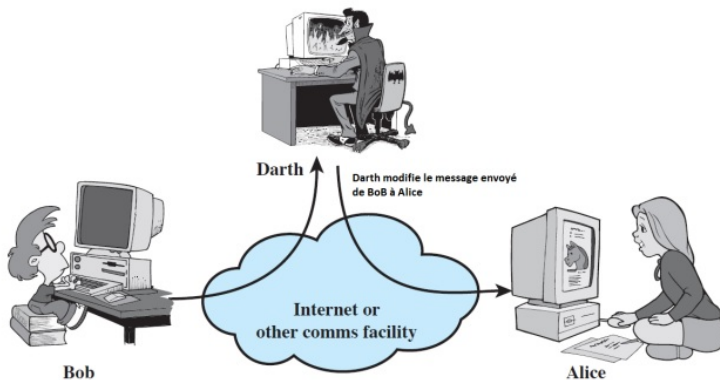 Darth
Darth modifie le message envoyé
de BoB à Alice
Internet or
other comms facility
Bob
Alice